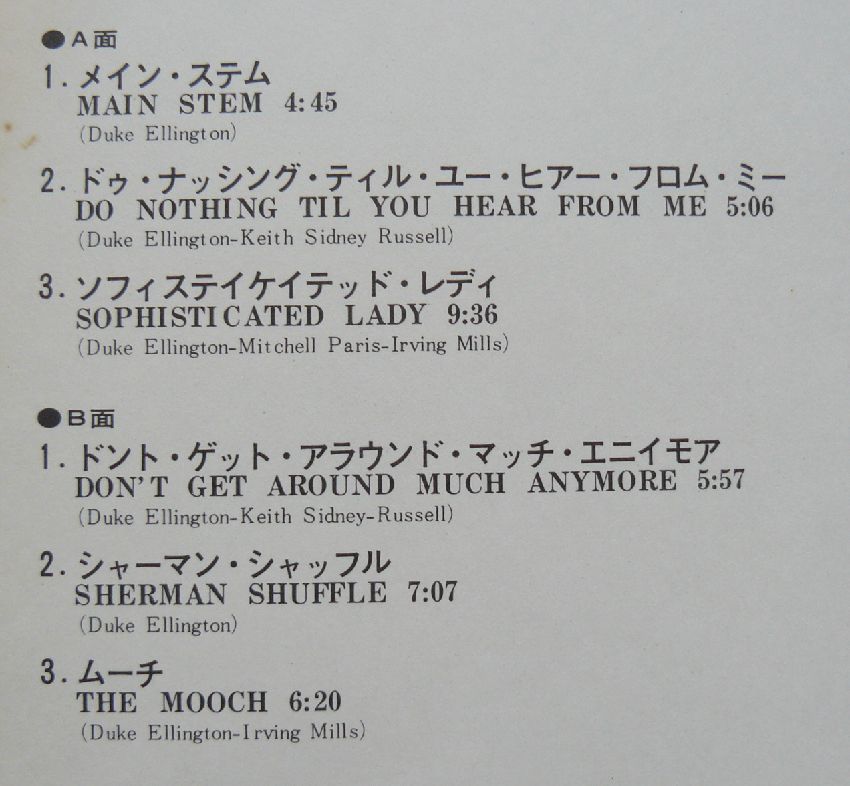 ●A面
1. メイン・ステム
MAIN STEM 4:45
(Duke Ellington)
2. ドゥ・ナッシング・ティル・ユー・ヒアー・フロム・ミー
DO NOTHING TIL YOU HEAR FROM ME 5:06
(Duke Ellington-Keith Sidney Russell)
3. ソフィステイケイテッド・レディ
SOPHISTICATED LADY 9:36
(Duke Ellington-Mitchell Paris-Irving Mills)
●B面
1. ドント・ゲット・アラウンド・マッチ・エニイモア
DON'T GET AROUND MUCH ANYMORE 5:57
(Duke Ellington-Keith Sidney-Russell)
2. シャーマン・シャッフル
SHERMAN SHUFFLE 7:07
(Duke Ellington)
3. ムーチ
THE MOOCH 6:20
(Duke Ellington-Irving Mills)